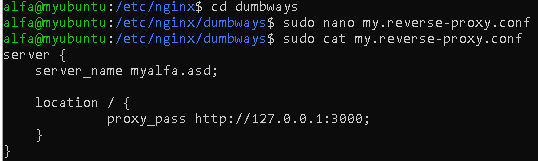 alfa@myubuntu:/etc/nginx$ cd dumbways
alfa@myubuntu:/etc/nginx/dumbways$ sudo nano my.reverse-proxy.conf
alfa@myubuntu:/etc/nginx/dumbways$ sudo cat my.reverse-proxy.conf
server {
    server_name myalfa.asd;

    location / {
             proxy_pass http://127.0.0.1:3000;
    }
}